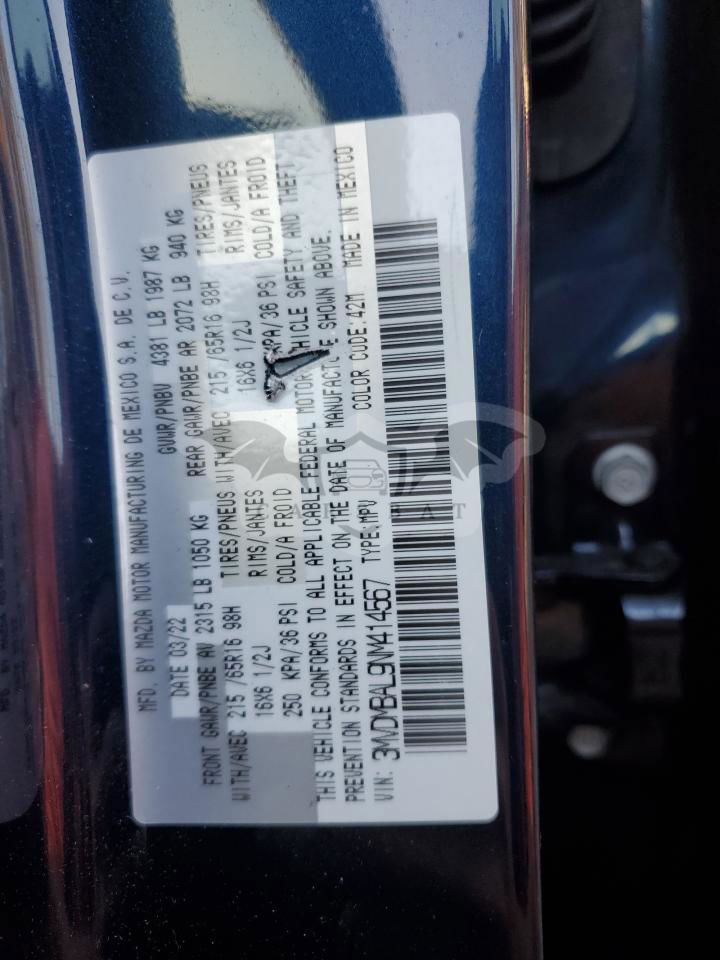 MFD. BY MAZDA MOTOR MANUFACTURING DE MEXICO S.A. DE C.V.
DATE 03/22 GVWR/PNBV 4381 LB 1987 KG
FRONT GAWR/PNBE AV 2315 LB 1050 KG REAR GAWR/PNBE AR 2072 LB 940 KG
WITH/AVEC 215 /65R16 98H TIRES/PNEUS WITH/AVEC 215 /65R16 98H TIRES/PNEUS
16X6 1/2J RIMS/JANTES 16X6 1/2J RIMS/JANTES
250 KPA/36 PSI COLD/A FROID KPA/36 PSI COLD/A FROID
THIS VEHICLE CONFORMS TO ALL APPLICABLE FEDERAL MOTOR VEHICLE SAFETY AND THEFT
PREVENTION STANDARDS IN EFFECT ON THE DATE OF MANUFACTURE SHOWN ABOVE.
VIN: 3MVDMBAL9NM414567 TYPE:MPV COLOR CODE:42M MADE IN MEXICO